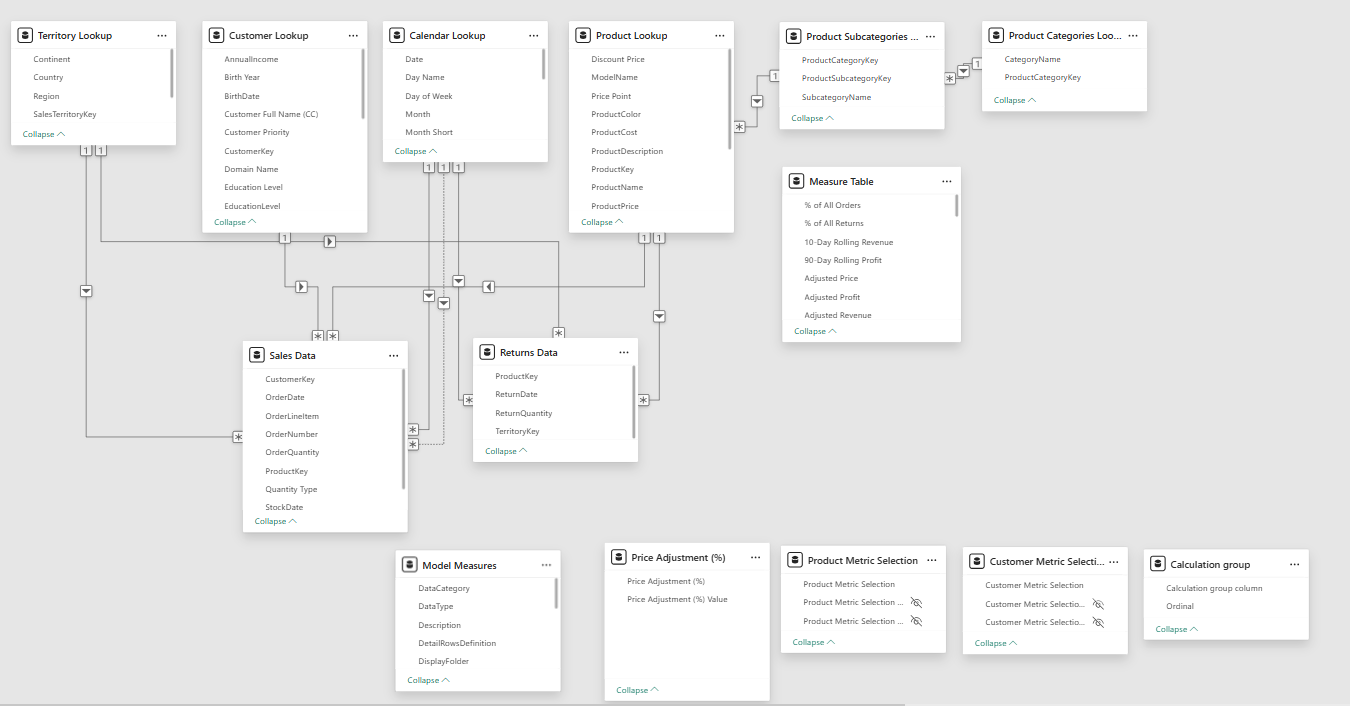 Territory Lookup
Continent
Country
Region
SalesTerritoryKey
Collapse
Customer Lookup
AnnualIncome
Birth Year
BirthDate
Customer Full Name (CC)
Customer Priority
CustomerKey
Domain Name
Education Level
EducationLevel
Collapse
Calendar Lookup
Date
Day Name
Day of Week
Month
Month Short
Collapse
Product Lookup
Discount Price
ModelName
Price Point
ProductColor
ProductCost
ProductDescription
ProductKey
ProductName
ProductPrice
Collapse
Product Subcategories ...
ProductCategoryKey
ProductSubcategoryKey
SubcategoryName
Collapse
Product Categories Loo...
CategoryName
ProductCategoryKey
Collapse
1
*
1
*
Measure Table
% of All Orders
% of All Returns
10-Day Rolling Revenue
90-Day Rolling Profit
Adjusted Price
Adjusted Profit
Adjusted Revenue
Collapse
1
1
1
1
1
1
1
1
*
*
*
*
*
*
*
*
Sales Data
CustomerKey
OrderDate
OrderLineItem
OrderNumber
OrderQuantity
ProductKey
Quantity Type
StockDate
Collapse
Returns Data
ProductKey
ReturnDate
ReturnQuantity
TerritoryKey
Collapse
Model Measures
DataCategory
DataType
Description
DetailRowsDefinition
DisplayFolder
Collapse
Price Adjustment (%)
Price Adjustment (%)
Price Adjustment (%) Value
Collapse
Product Metric Selection
Product Metric Selection
Product Metric Selection ...
Product Metric Selection ...
Collapse
Customer Metric Selecti...
Customer Metric Selection
Customer Metric Selectio...
Customer Metric Selectio...
Collapse
Calculation group
Calculation group column
Ordinal
Collapse